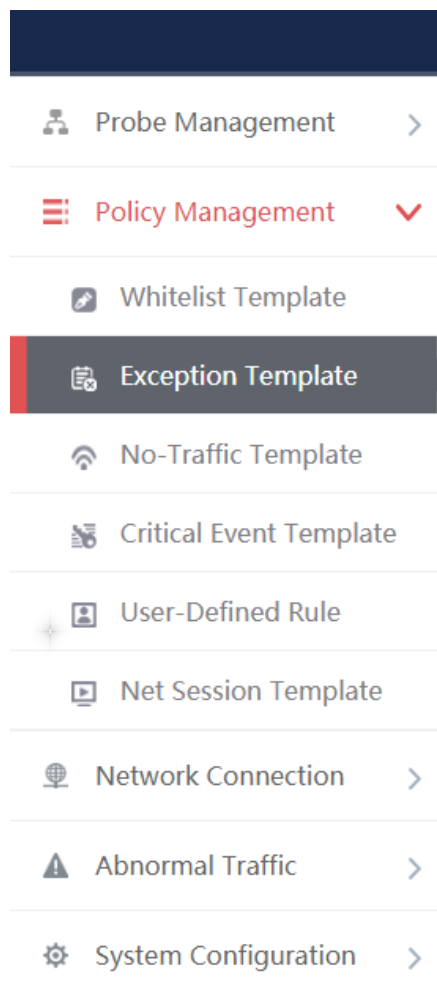 Probe Management
Policy Management
Whitelist Template
Exception Template
No-Traffic Template
Critical Event Template
User-Defined Rule
Net Session Template
Network Connection
Abnormal Traffic
System Configuration